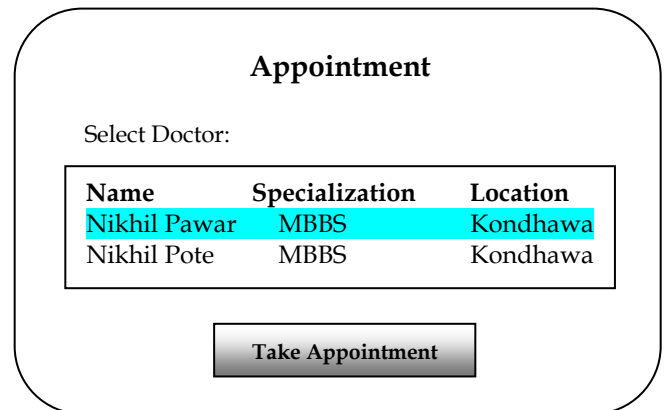 Appointment
Select Doctor:
Name Specialization Location
Nikhil Pawar MBBS Kondhawa
Nikhil Pote MBBS Kondhawa
Take Appointment